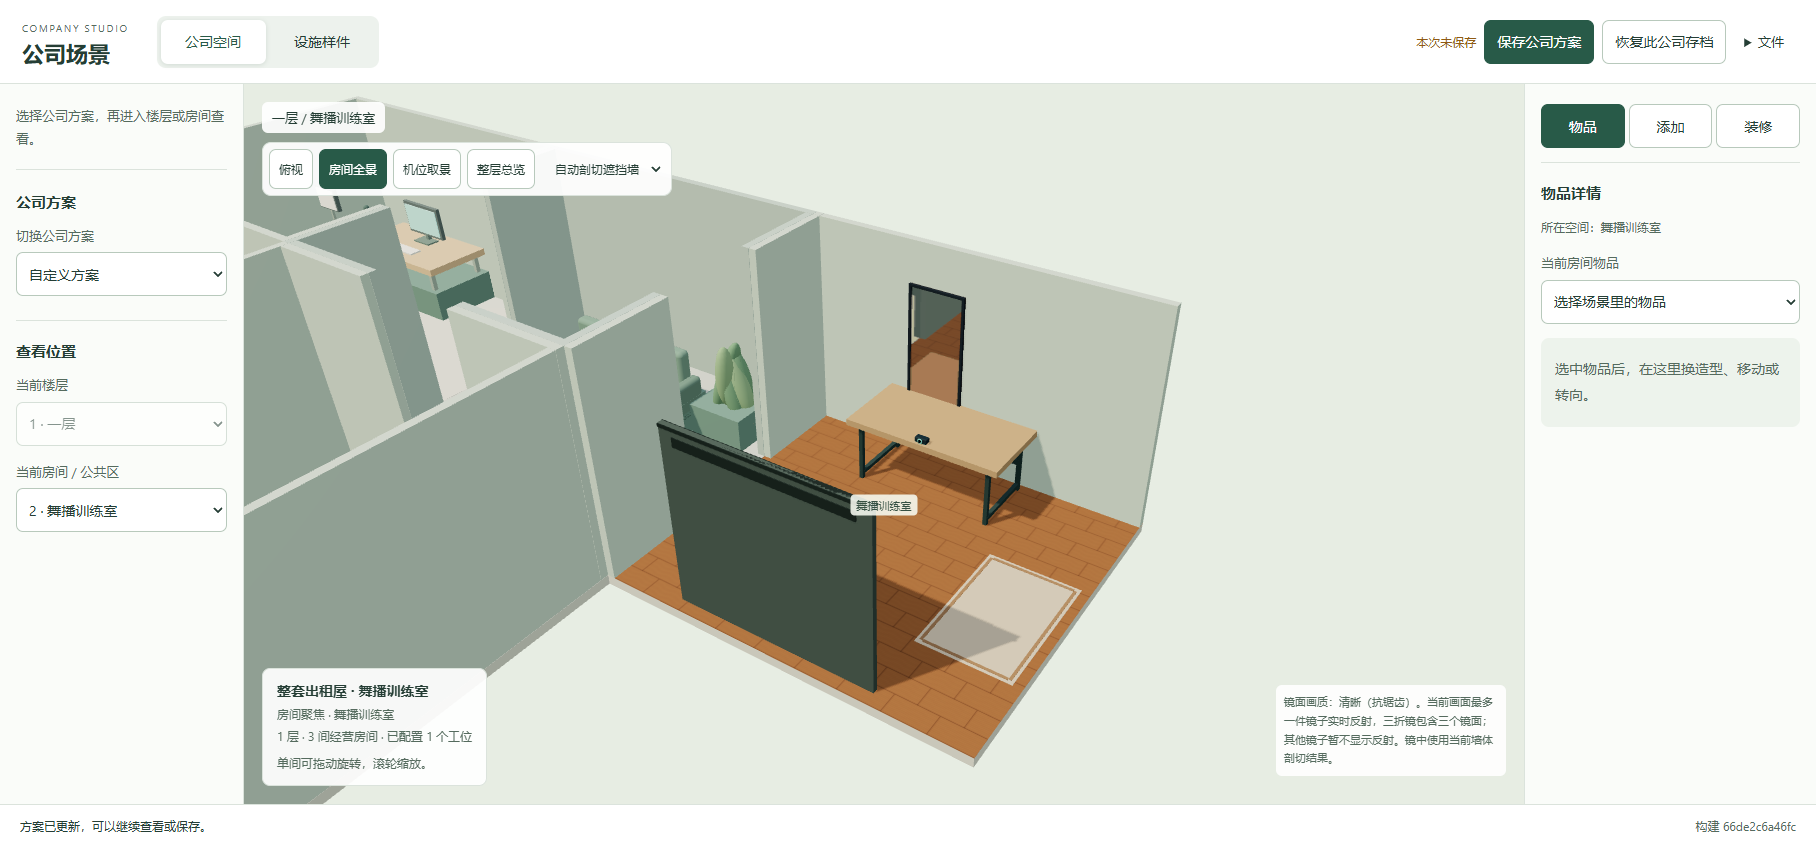 COMPANY STUDIO
公司场景
公司空间
设施样件
本次未保存
保存公司方案
恢复此公司存档
▶ 文件
选择公司方案，再进入楼层或房间查
看。
公司方案
切换公司方案
自定义方案
查看位置
当前楼层
1 · 一层
当前房间 / 公共区
2 · 舞播训练室
一层 / 舞播训练室
俯视
房间全景
机位取景
整层总览
自动剖切遮挡墙
舞播训练室
整套出租屋 · 舞播训练室
房间聚焦 · 舞播训练室
1 层 · 3 间经营房间 · 已配置 1 个工位
单间可拖动旋转，滚轮缩放。
镜面画质：清晰（抗锯齿）。当前画面最多
一件镜子实时反射，三折镜包含三个镜面；
其他镜子暂不显示反射。镜中使用当前墙体
剖切结果。
物品
添加
装修
物品详情
所在空间：舞播训练室
当前房间物品
选择场景里的物品
选中物品后，在这里换造型、移动或
转向。
方案已更新，可以继续查看或保存。
构建 66de2c6a46fc